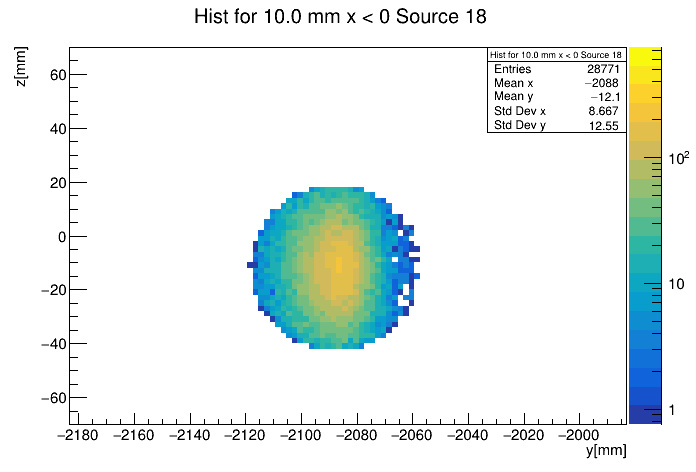 Hist for 10.0 mm x < 0 Source 18
z[mm]
Hist for 10.0 mm x < 0 Source 18
Entries 28771
Mean x −2088
Mean y −12.1
Std Dev x 8.667
Std Dev y 12.55
60
40
20
0
−20
−40
−60
10²
10
1
−2180 −2160 −2140 −2120 −2100 −2080 −2060 −2040 −2020 −2000
y[mm]